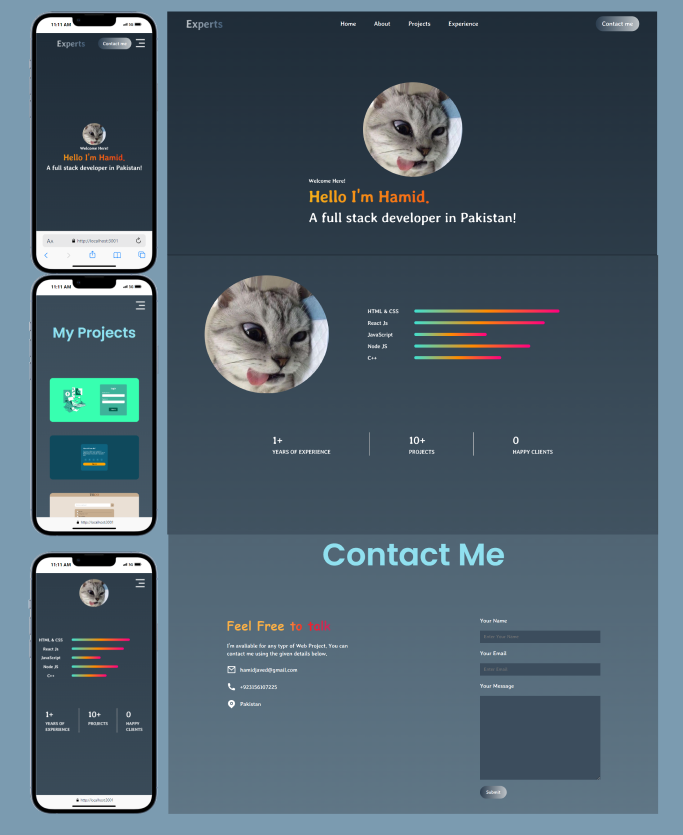 11:11 AM
5G
Experts
Contact me
Welcome Here!
Hello I'm Hamid.
A full stack developer in Pakistan!
AA
http://localhost:3001
11:11 AM
5G
My Projects
http://localhost:3001
11:11 AM
5G
HTML & CSS
React Js
JavaScript
Node JS
C++
1+
YEARS OF
EXPERIENCE
10+
PROJECTS
0
HAPPY
CLIENTS
http://localhost:3001
Experts
Home
About
Projects
Experience
Contact me
Welcome Here!
Hello I'm Hamid.
A full stack developer in Pakistan!
HTML & CSS
React Js
JavaScript
Node JS
C++
1+
YEARS OF EXPERIENCE
10+
PROJECTS
0
HAPPY CLIENTS
Contact Me
Feel Free to talk
I'm available for any typr of Web Project. You can
contact me using the given details below.
hamidjaved@gmail.com
+923156107225
Pakistan
Your Name
Enter Your Name
Your Email
Your Message
Submit